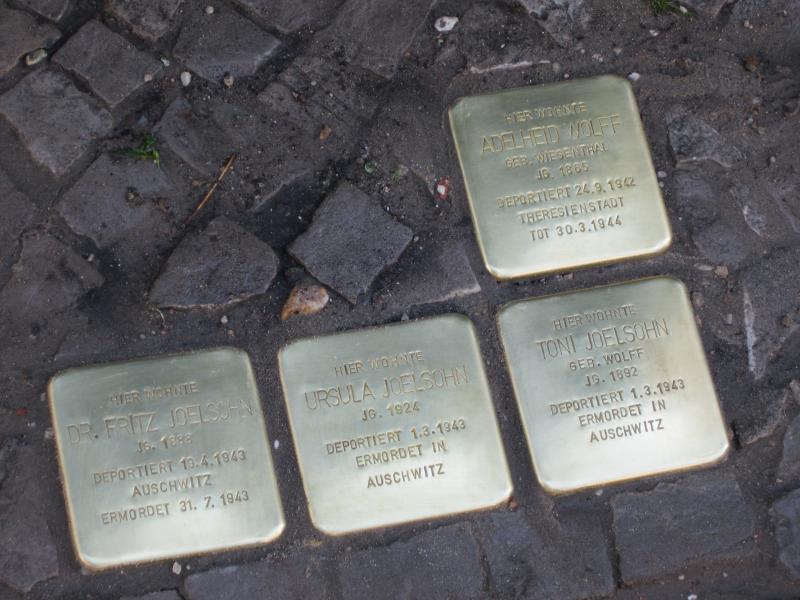 HIER WOHNTE
ADELHEID WOLFF
GEB. WIESENTHAL
JG. 1865
DEPORTIERT 24.9.1942
THERESIENSTADT
TOT 30.3.1944
HIER WOHNTE
DR. FRITZ JOELSOHN
JG. 1888
DEPORTIERT 19.4.1943
AUSCHWITZ
ERMORDET 31.7.1943
HIER WOHNTE
URSULA JOELSOHN
JG. 1924
DEPORTIERT 1.3.1943
ERMORDET IN
AUSCHWITZ
HIER WOHNTE
TONI JOELSOHN
GEB. WOLFF
JG. 1892
DEPORTIERT 1.3.1943
ERMORDET IN
AUSCHWITZ